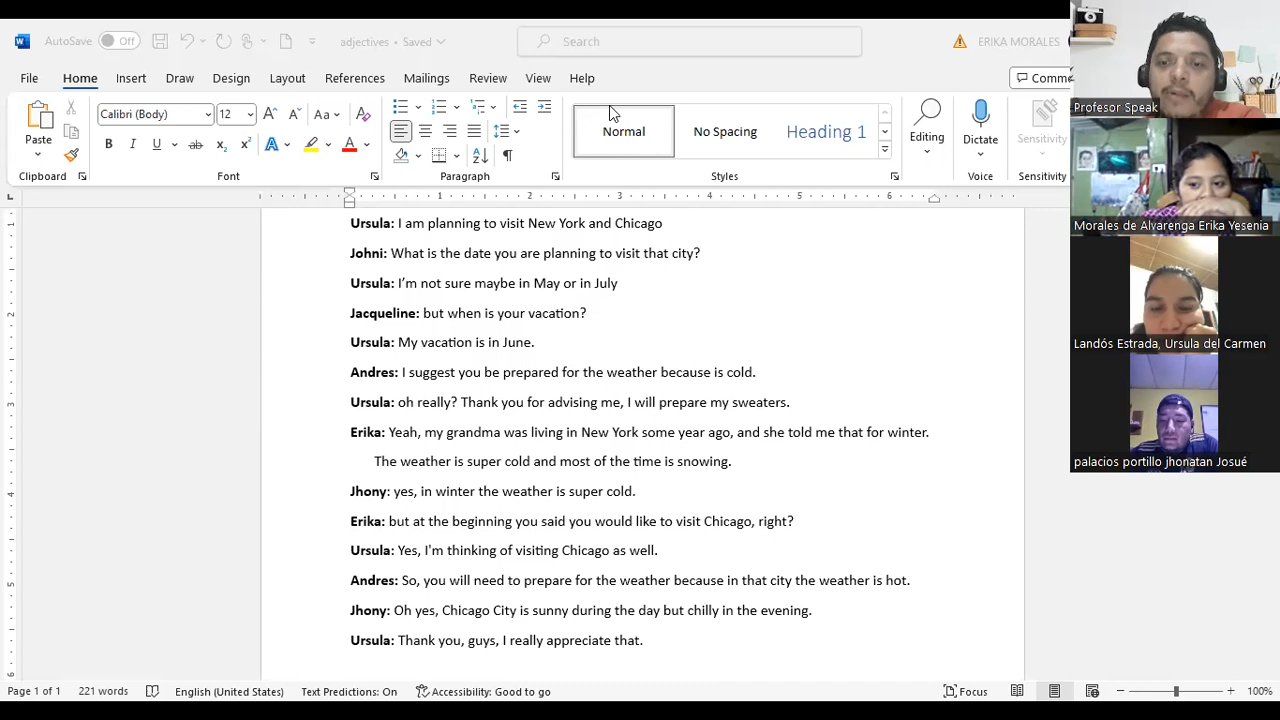 AutoSave Off adjectives - Saved Search ERIKA MORALES
File Home Insert Draw Design Layout References Mailings Review View Help Comme
Paste
Clipboard
Calibri (Body) 12
Font
Paragraph
Normal No Spacing Heading 1
Styles
Editing
Dictate
Voice
Sensitivity
Sensitivity
Ursula: I am planning to visit New York and Chicago
Johni: What is the date you are planning to visit that city?
Ursula: I’m not sure maybe in May or in July
Jacqueline: but when is your vacation?
Ursula: My vacation is in June.
Andres: I suggest you be prepared for the weather because is cold.
Ursula: oh really? Thank you for advising me, I will prepare my sweaters.
Erika: Yeah, my grandma was living in New York some year ago, and she told me that for winter.
The weather is super cold and most of the time is snowing.
Jhony: yes, in winter the weather is super cold.
Erika: but at the beginning you said you would like to visit Chicago, right?
Ursula: Yes, I'm thinking of visiting Chicago as well.
Andres: So, you will need to prepare for the weather because in that city the weather is hot.
Jhony: Oh yes, Chicago City is sunny during the day but chilly in the evening.
Ursula: Thank you, guys, I really appreciate that.
Page 1 of 1 221 words English (United States) Text Predictions: On Accessibility: Good to go Focus 100%
Profesor Speak
Morales de Alvarenga Erika Yesenia
Landós Estrada, Ursula del Carmen
palacios portillo jhonatan Josué